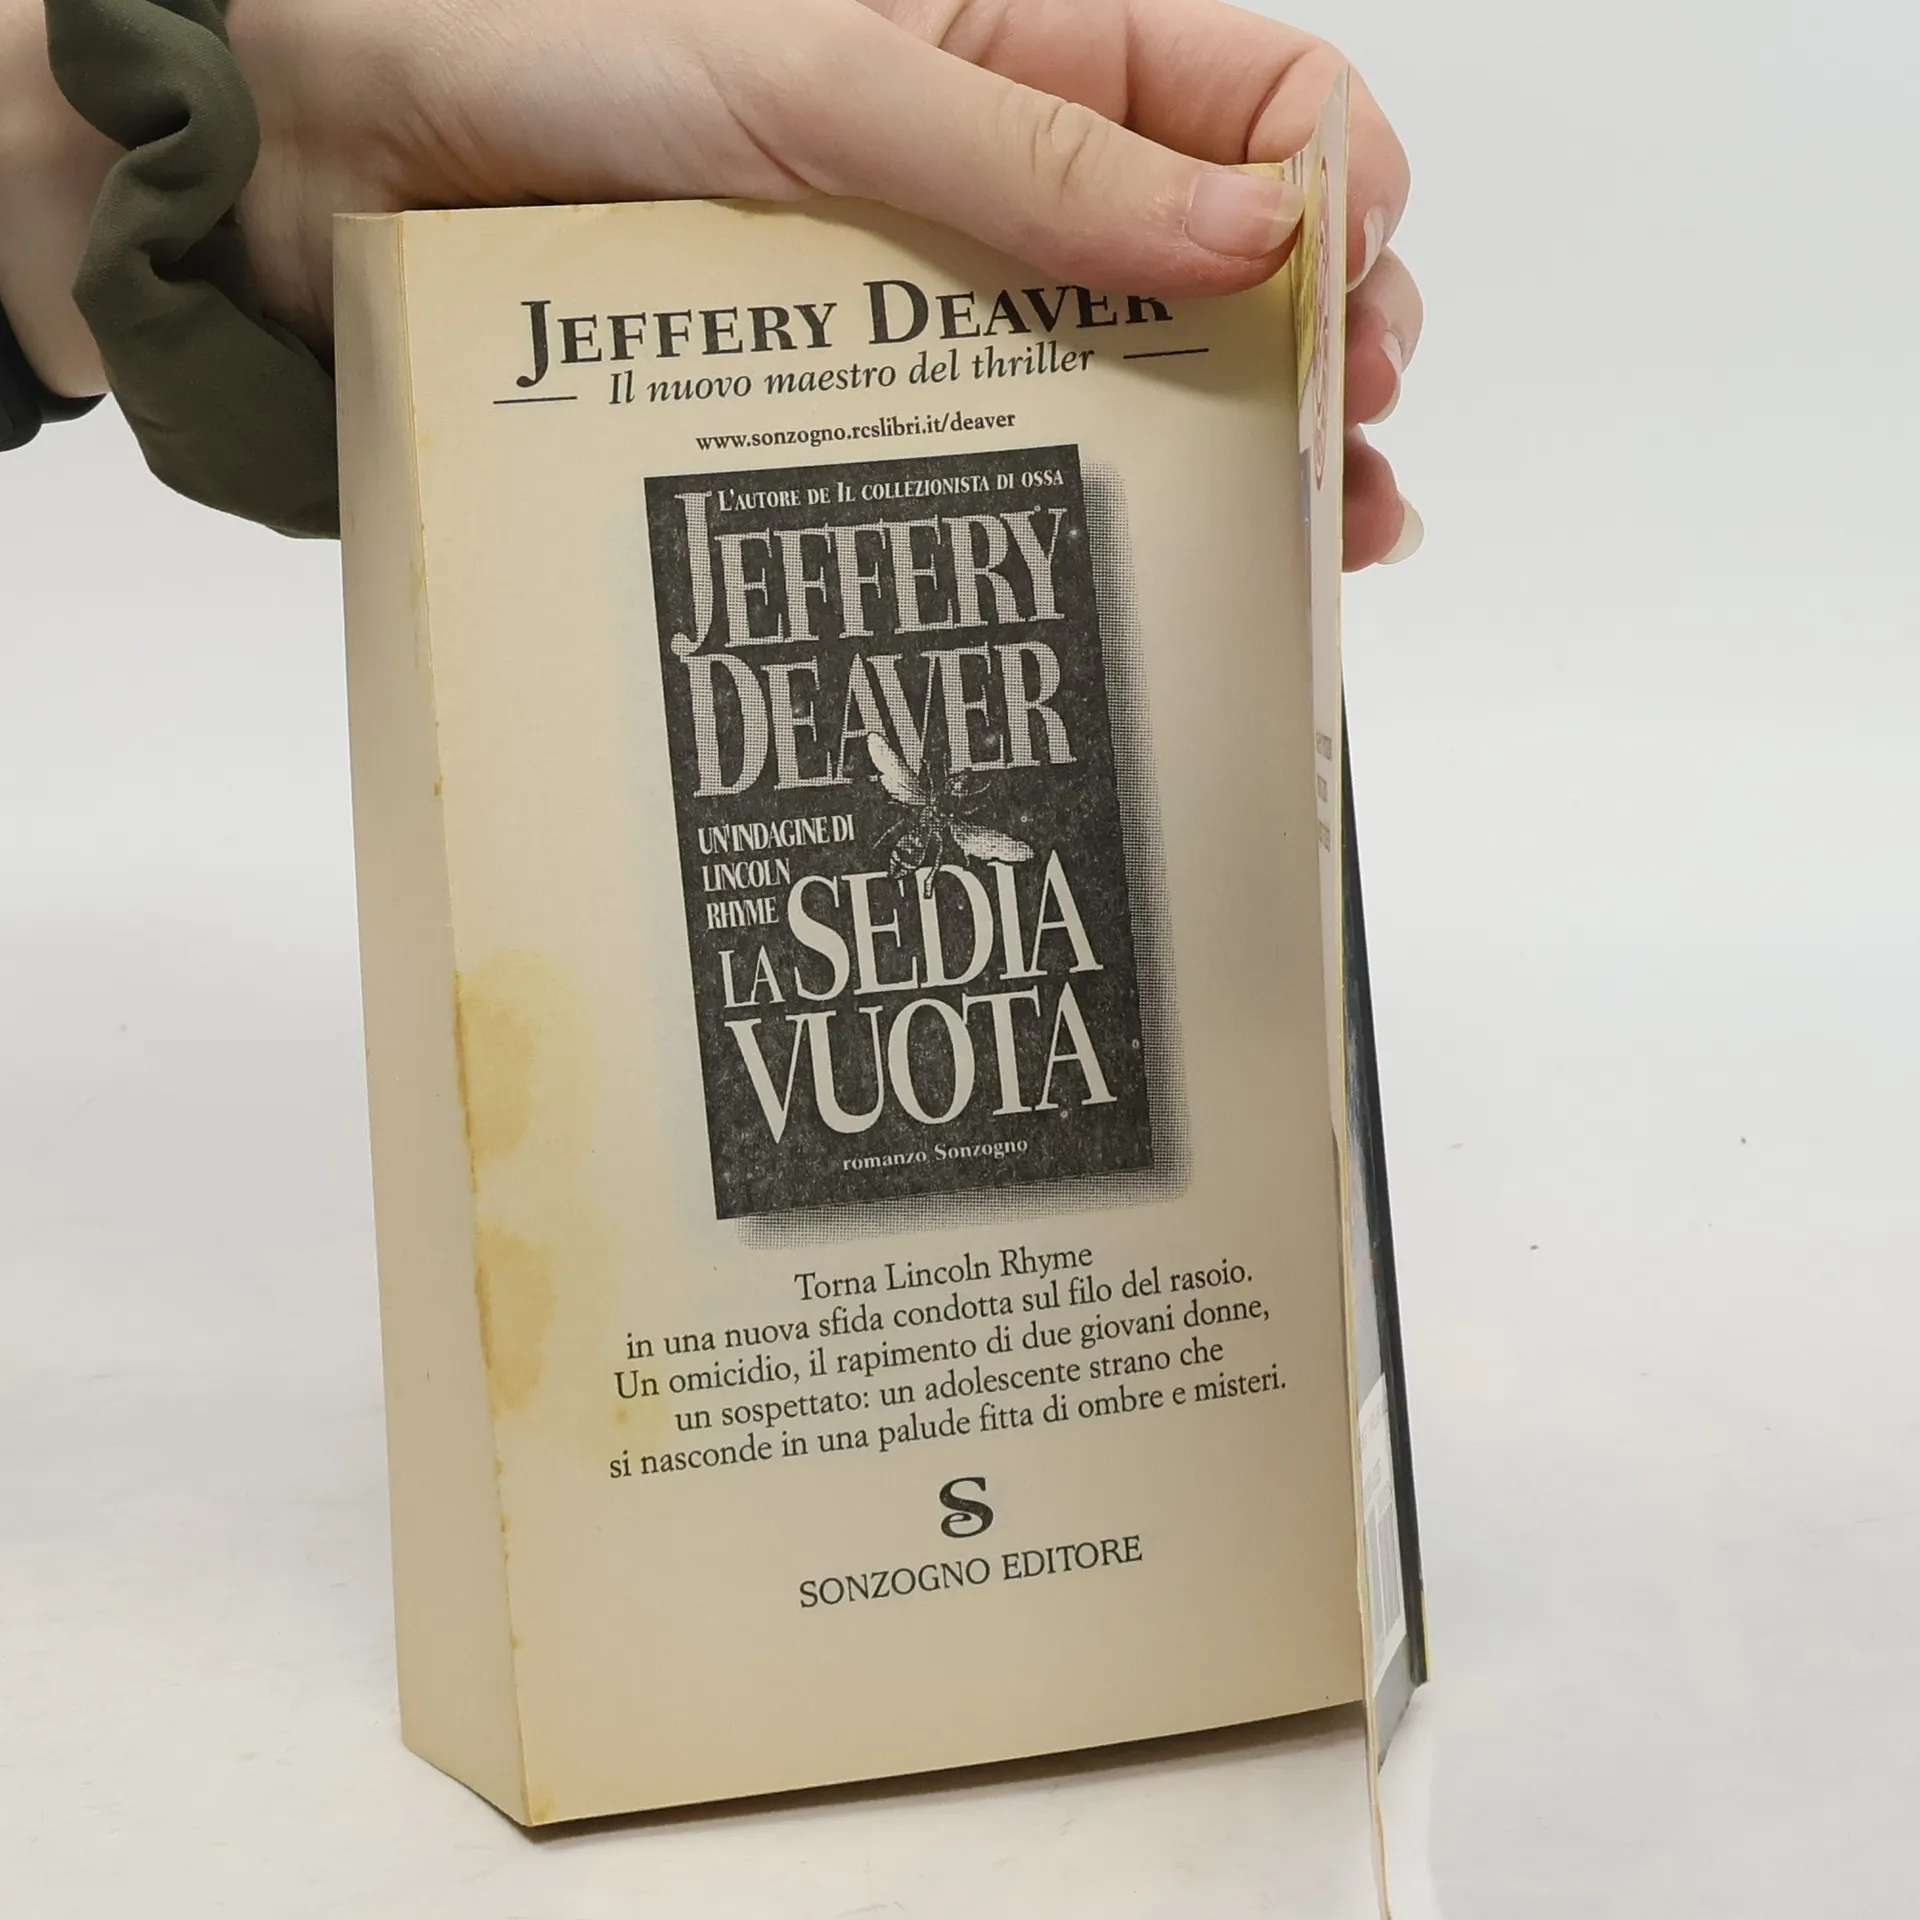 JEFFERY DEAVER
Il nuovo maestro del thriller
www.sonzogno.rcslibri.it/deaver
L'AUTORE DE IL COLLEZIONISTA DI OSSA
JEFFERY
DEAVER
UN'INDAGINE DI
LINCOLN
RHYME
LA SEDIA
VUOTA
romanzo Sonzogno
Torna Lincoln Rhyme
in una nuova sfida condotta sul filo del rasoio.
Un omicidio, il rapimento di due giovani donne,
un sospettato: un adolescente strano che
si nasconde in una palude fitta di ombre e misteri.
SONZOGNO EDITORE